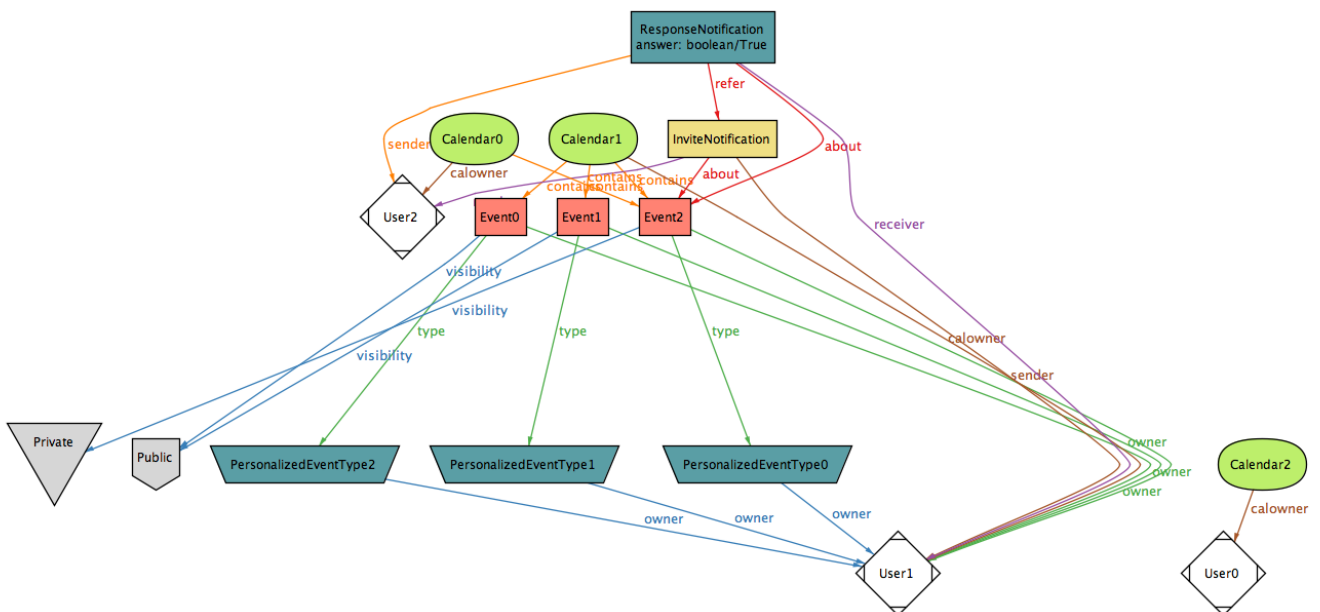 ResponseNotification
answer: boolean/True
refer
sender
Calendar0
Calendar1
InviteNotification
about
calowner
contains
contains
contains
contains
about
User2
Event0
Event1
Event2
receiver
visibility
visibility
type
type
type
visibility
calowner
sender
Private
Public
PersonalizedEventType2
PersonalizedEventType1
PersonalizedEventType0
owner
owner
owner
Calendar2
owner
owner
owner
calowner
User1
User0